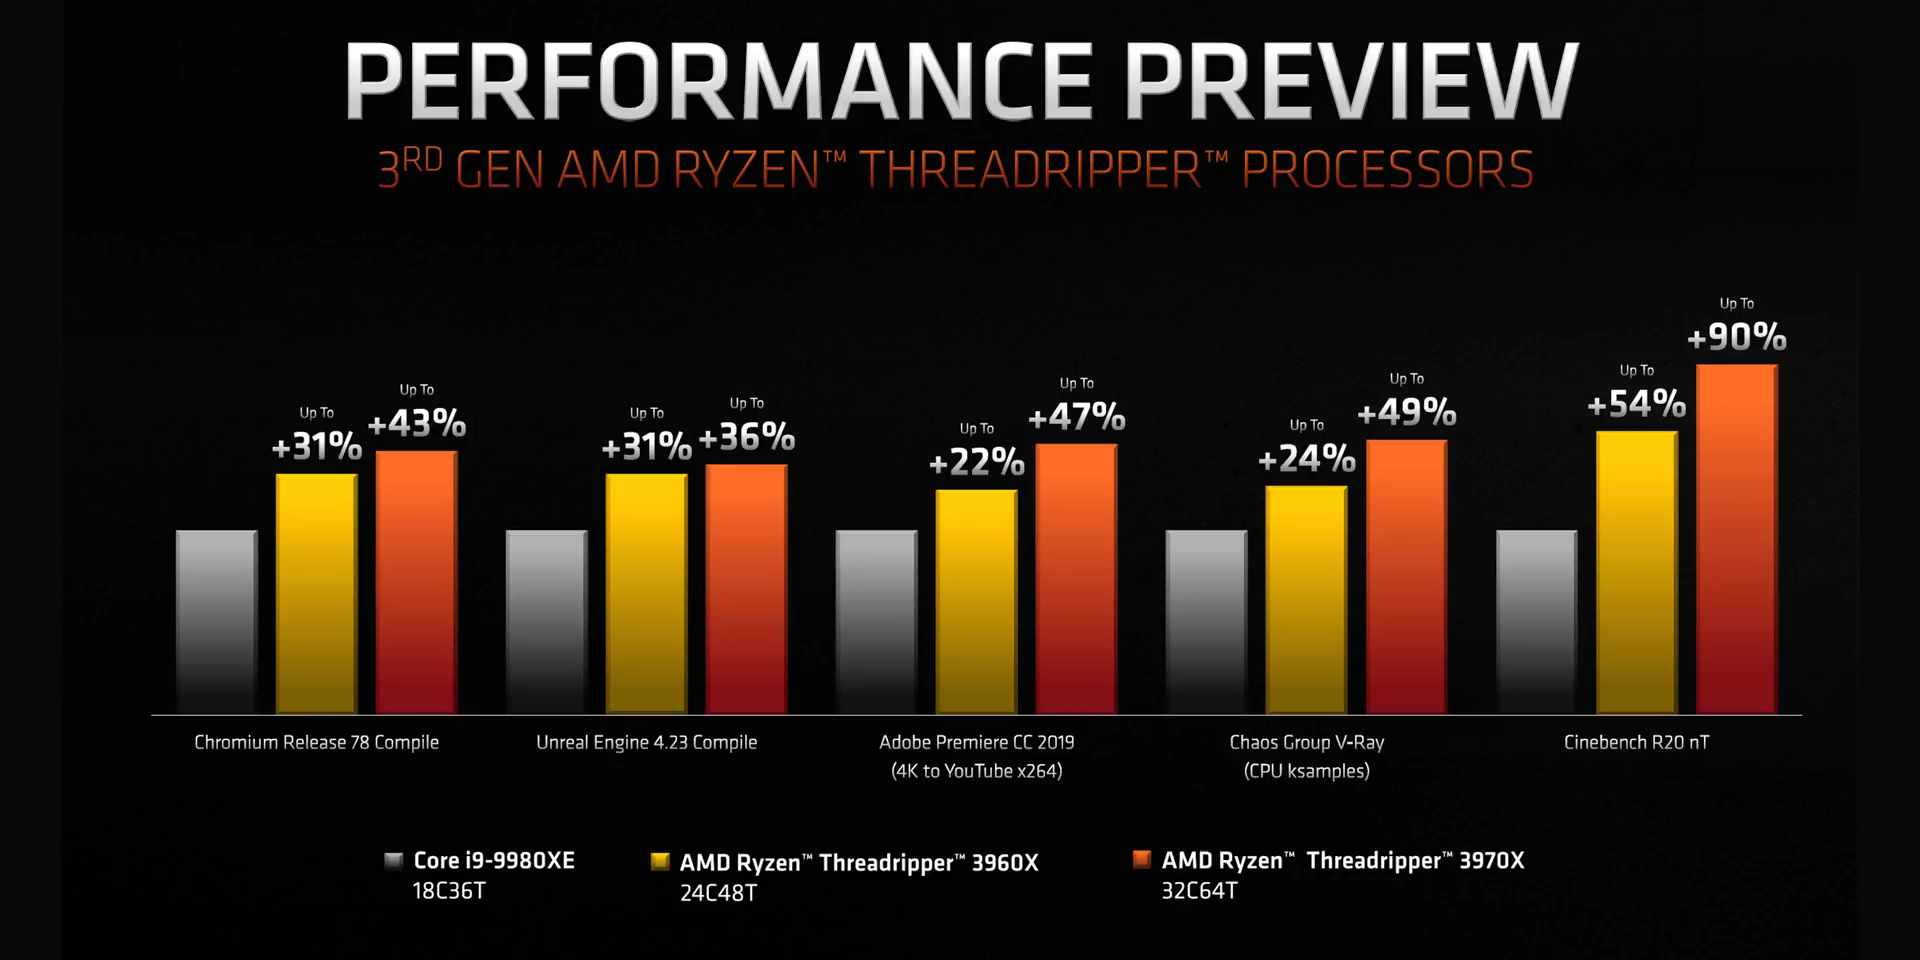 PERFORMANCE PREVIEW
3RD GEN AMD RYZEN™ THREADRIPPER™ PROCESSORS
Up To
+31%
Up To
+43%
Up To
+31%
Up To
+36%
Up To
+22%
Up To
+47%
Up To
+24%
Up To
+49%
Up To
+54%
Up To
+90%
Chromium Release 78 Compile
Unreal Engine 4.23 Compile
Adobe Premiere CC 2019
(4K to YouTube x264)
Chaos Group V-Ray
(CPU ksamples)
Cinebench R20 nT
Core i9-9980XE
18C36T
AMD Ryzen™ Threadripper™ 3960X
24C48T
AMD Ryzen™ Threadripper™ 3970X
32C64T